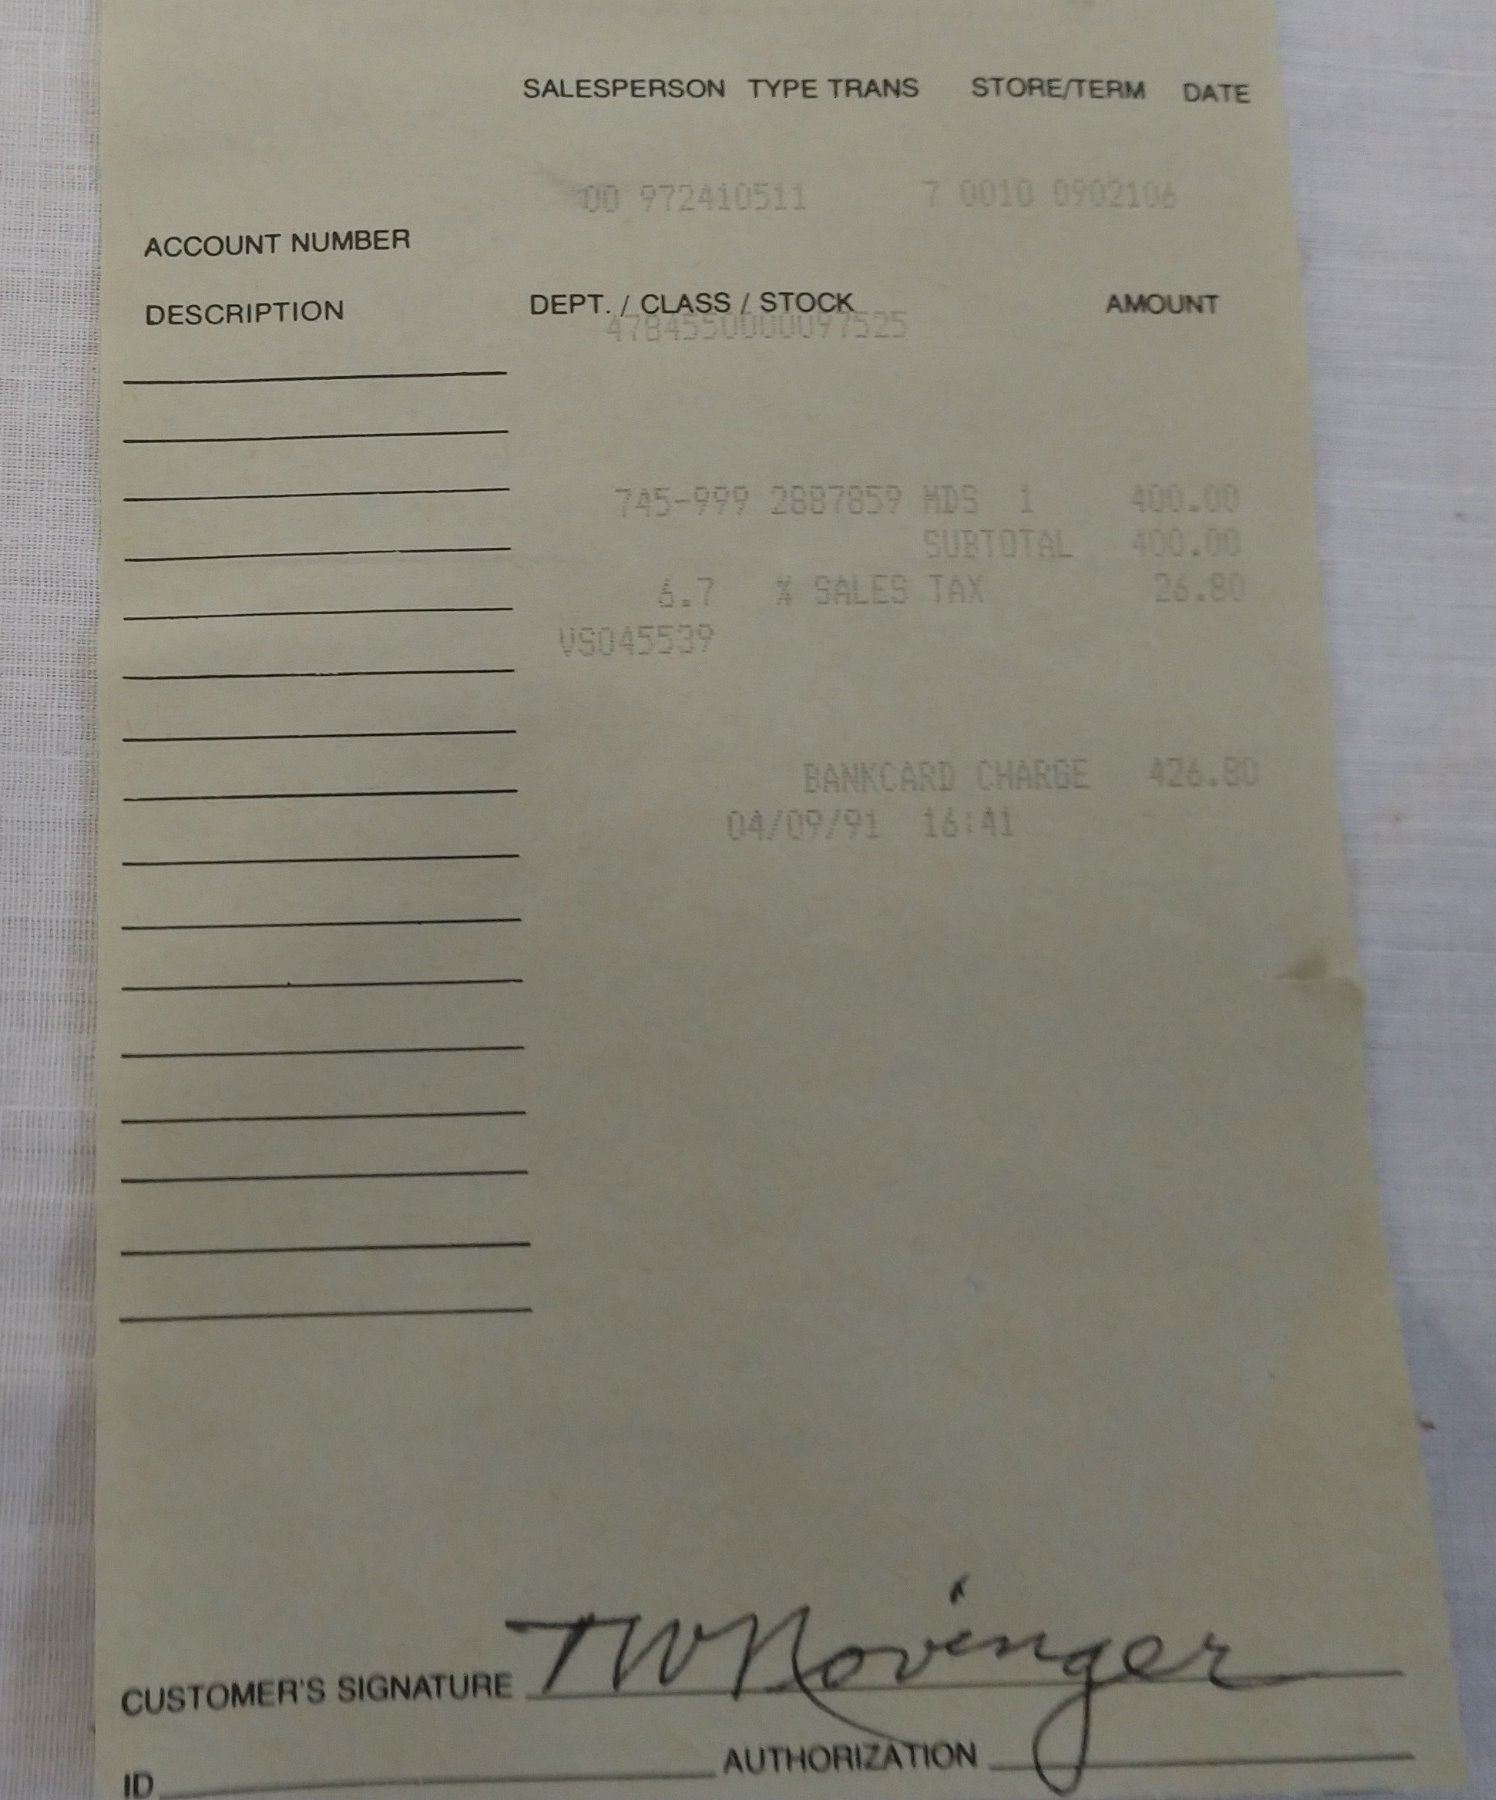 SALESPERSON TYPE TRANS STORE/TERM DATE
00 972410511 7 0010 0902106
ACCOUNT NUMBER
DESCRIPTION DEPT. / CLASS / STOCK AMOUNT
4784550000097525
745-999 2887859 MDS 1 400.00
SUBTOTAL 400.00
6.7 % SALES TAX 26.80
VS045539
BANKCARD CHARGE 426.80
04/09/91 16:41
CUSTOMER'S SIGNATURE TW Rovinger
ID AUTHORIZATION